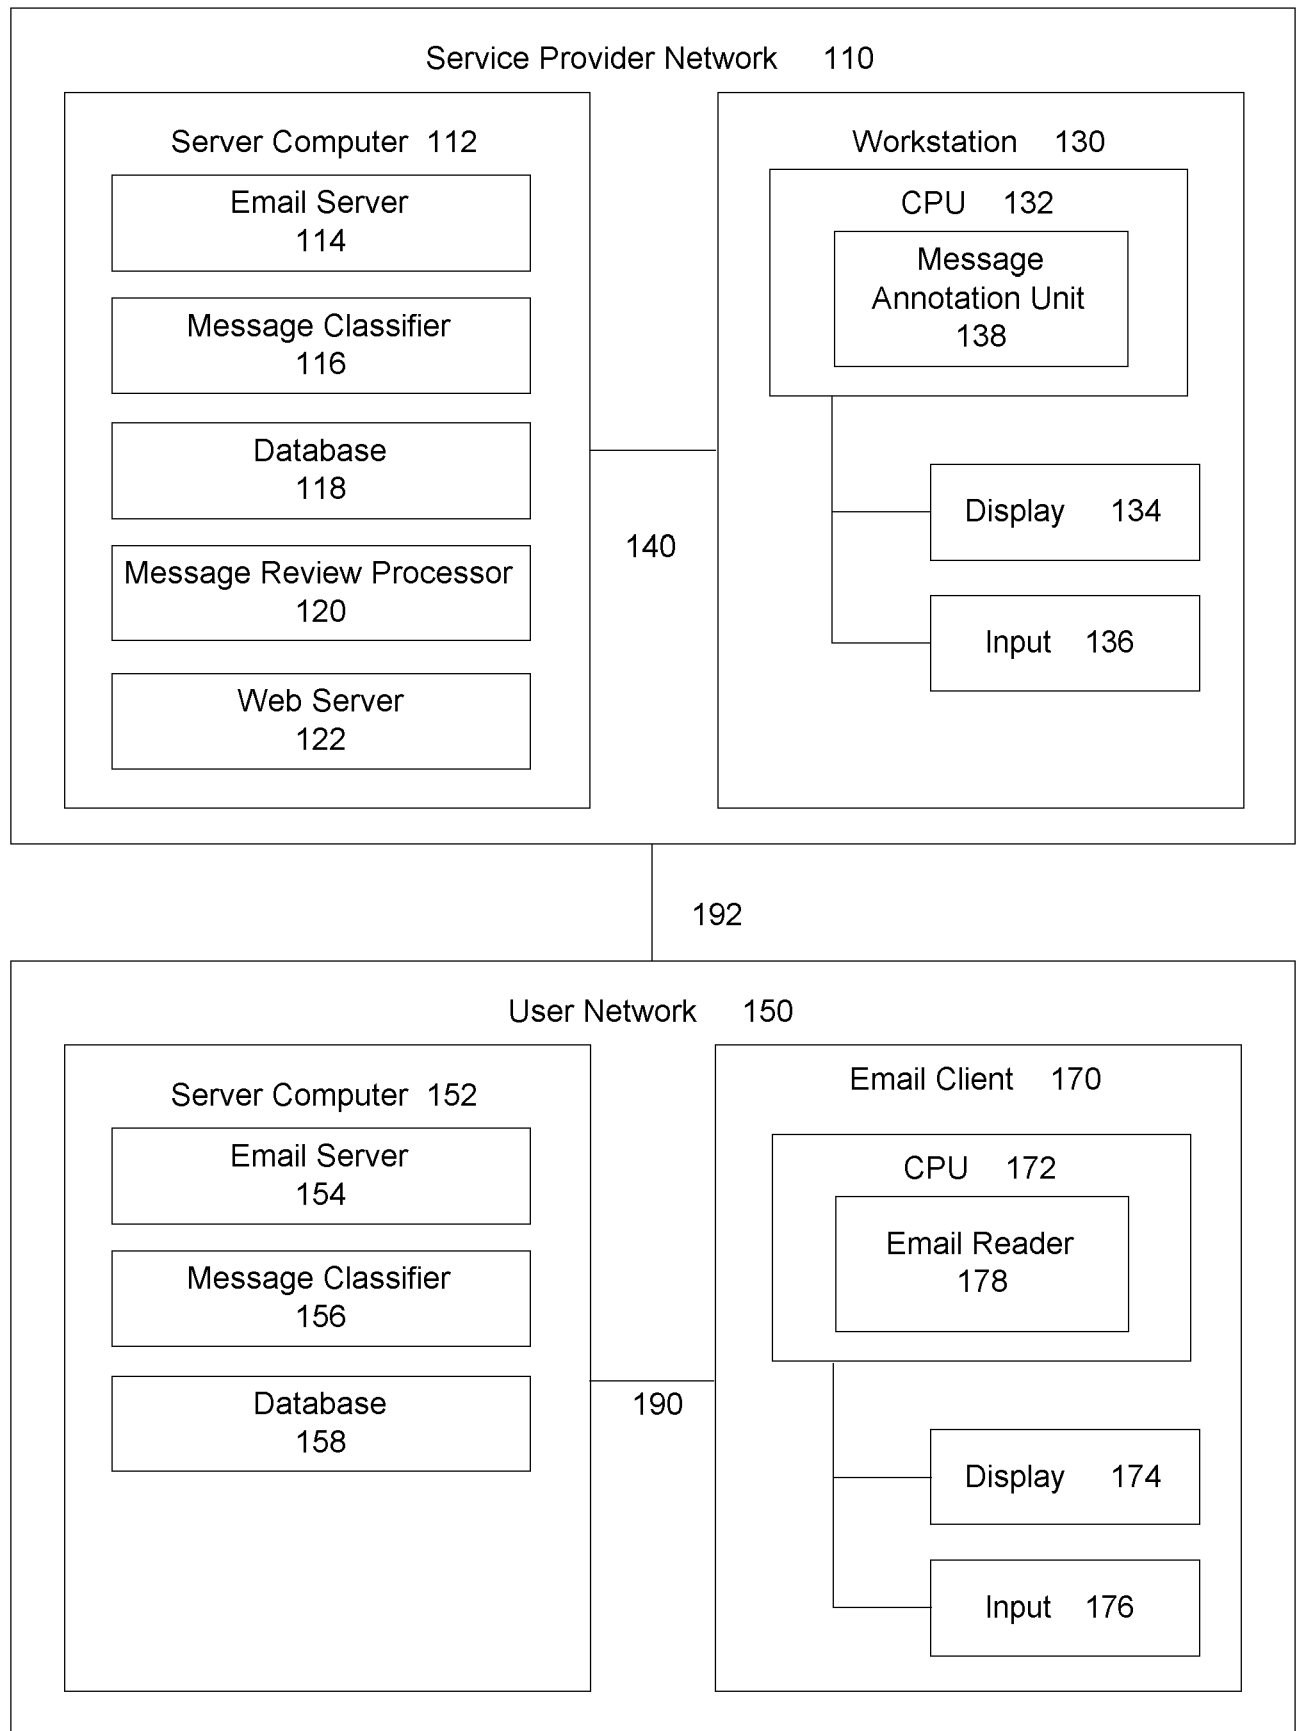 Service Provider Network 110
Server Computer 112
Email Server
114
Message Classifier
116
Database
118
Message Review Processor
120
Web Server
122
140
Workstation 130
CPU 132
Message
Annotation Unit
138
Display 134
Input 136
192
User Network 150
Server Computer 152
Email Server
154
Message Classifier
156
Database
158
190
Email Client 170
CPU 172
Email Reader
178
Display 174
Input 176